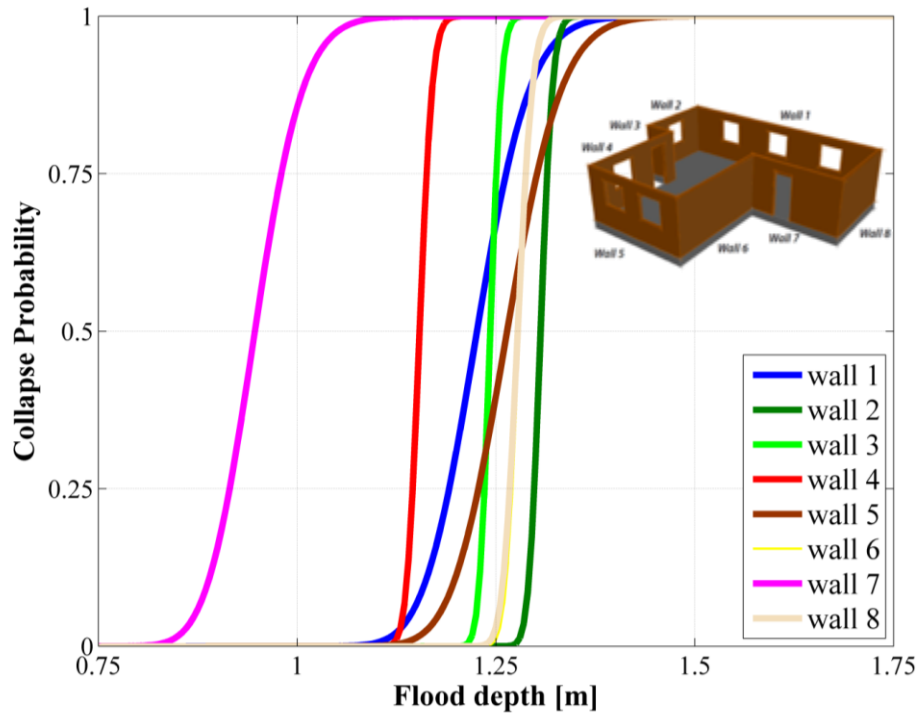 1
0.75
0.5
0.25
0
Collapse Probability
0.75
1
1.25
1.5
1.75
Flood depth [m]
Wall 1
Wall 2
Wall 3
Wall 4
Wall 5
Wall 6
Wall 7
Wall 8
wall 1
wall 2
wall 3
wall 4
wall 5
wall 6
wall 7
wall 8